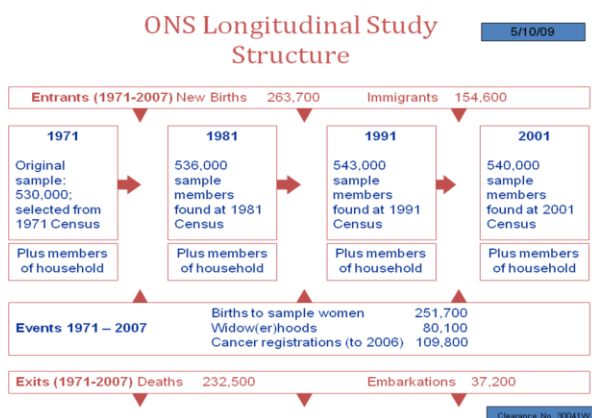 ONS Longitudinal Study
Structure
5/10/09
Entrants (1971-2007) New Births 263,700 Immigrants 154,600
1971
Original
sample:
530,000;
selected from
1971 Census
1981
536,000
sample
members
found at 1981
Census
1991
543,000
sample
members
found at 1991
Census
2001
540,000
sample
members
found at 2001
Census
Plus members
of household
Plus members
of household
Plus members
of household
Plus members
of household
Events 1971 – 2007
Births to sample women 251,700
Widow(er)hoods 80,100
Cancer registrations (to 2006) 109,800
Exits (1971-2007) Deaths 232,500 Embarkations 37,200
Clearance No. 30041W